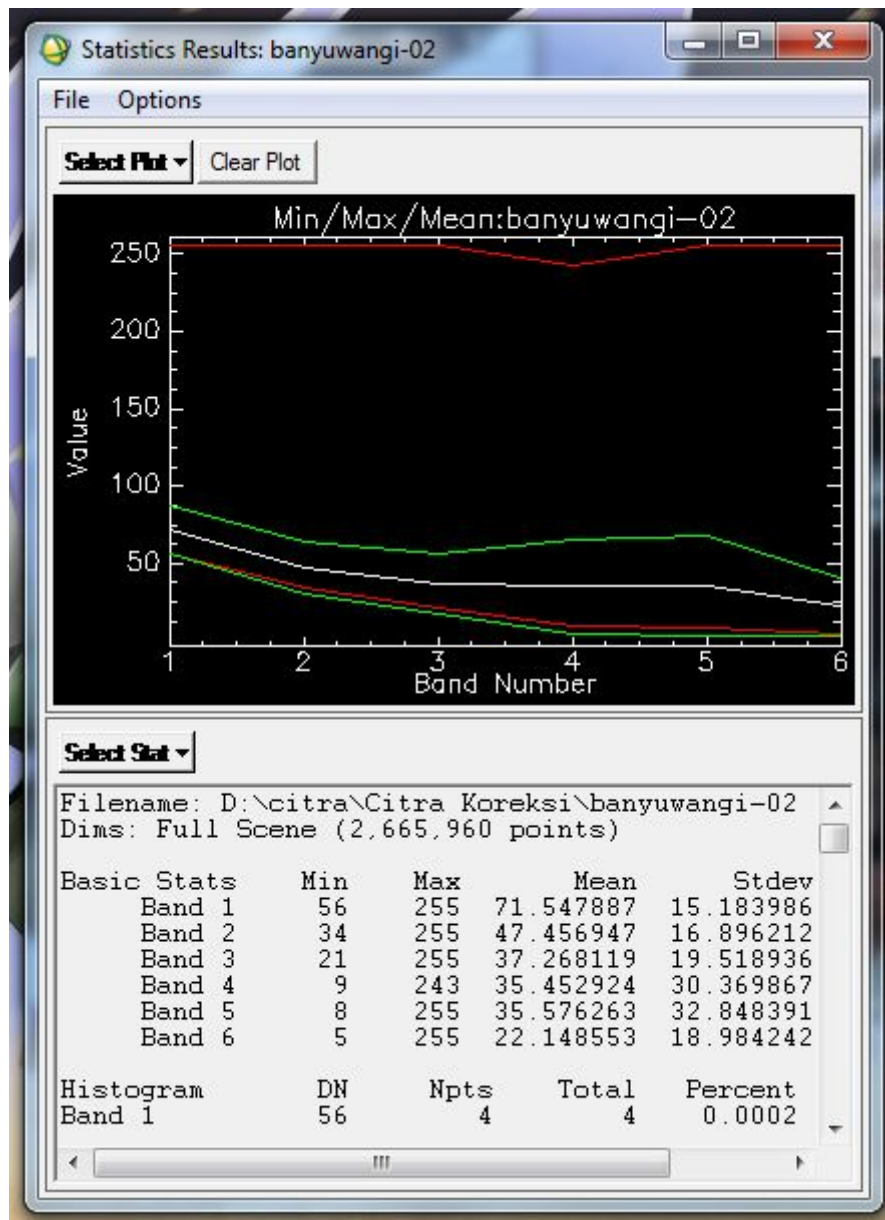 Statistics Results: banyuwangi-02
File Options
Select Plot Clear Plot
Min/Max/Mean:banyuwangi-02
250
200
150
100
50
Value
1 2 3 4 5 6
Band Number
Select Stat
Filename: D:\citra\Citra Koreksi\banyuwangi-02
Dims: Full Scene (2,665,960 points)
Basic Stats Min Max Mean Stdev
Band 1 56 255 71.547887 15.183986
Band 2 34 255 47.456947 16.896212
Band 3 21 255 37.268119 19.518936
Band 4 9 243 35.452924 30.369867
Band 5 8 255 35.576263 32.848391
Band 6 5 255 22.148553 18.984242
Histogram DN Npts Total Percent
Band 1 56 4 4 0.0002